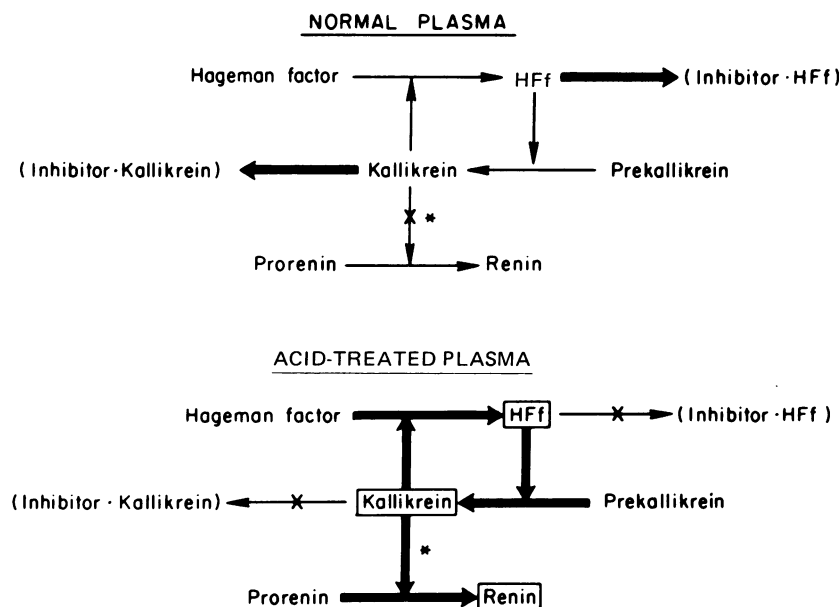 NORMAL PLASMA
Hageman factor HFf (Inhibitor·HFf)
(Inhibitor·Kallikrein) Kallikrein Prekallikrein
X *
Prorenin Renin
ACID-TREATED PLASMA
Hageman factor HFf X (Inhibitor·HFf)
(Inhibitor·Kallikrein) X Kallikrein Prekallikrein
*
Prorenin Renin